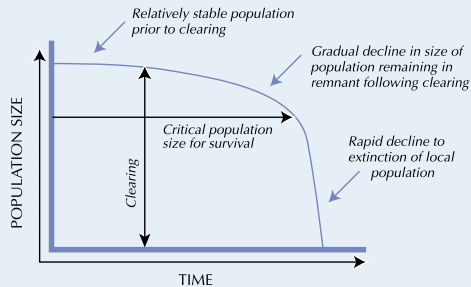 Relatively stable population
prior to clearing
Gradual decline in size of
population remaining in
remnant following clearing
Critical population
size for survival
Rapid decline to
extinction of local
population
Clearing
POPULATION SIZE
TIME